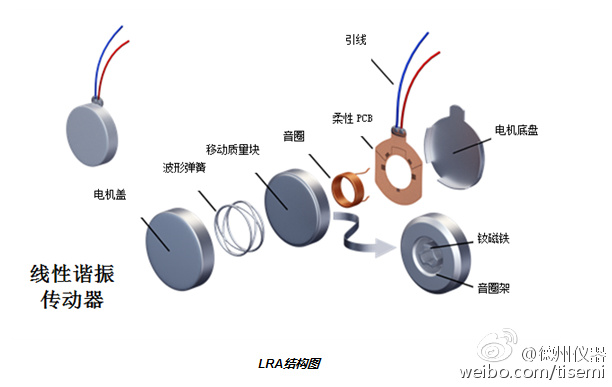 引线
柔性 PCB
音圈
移动质量块
波形弹簧
电机盖
电机底盘
钕磁铁
音圈架
线性谐振
传动器
LRA结构图
@德州仪器
weibo.com/tisemi